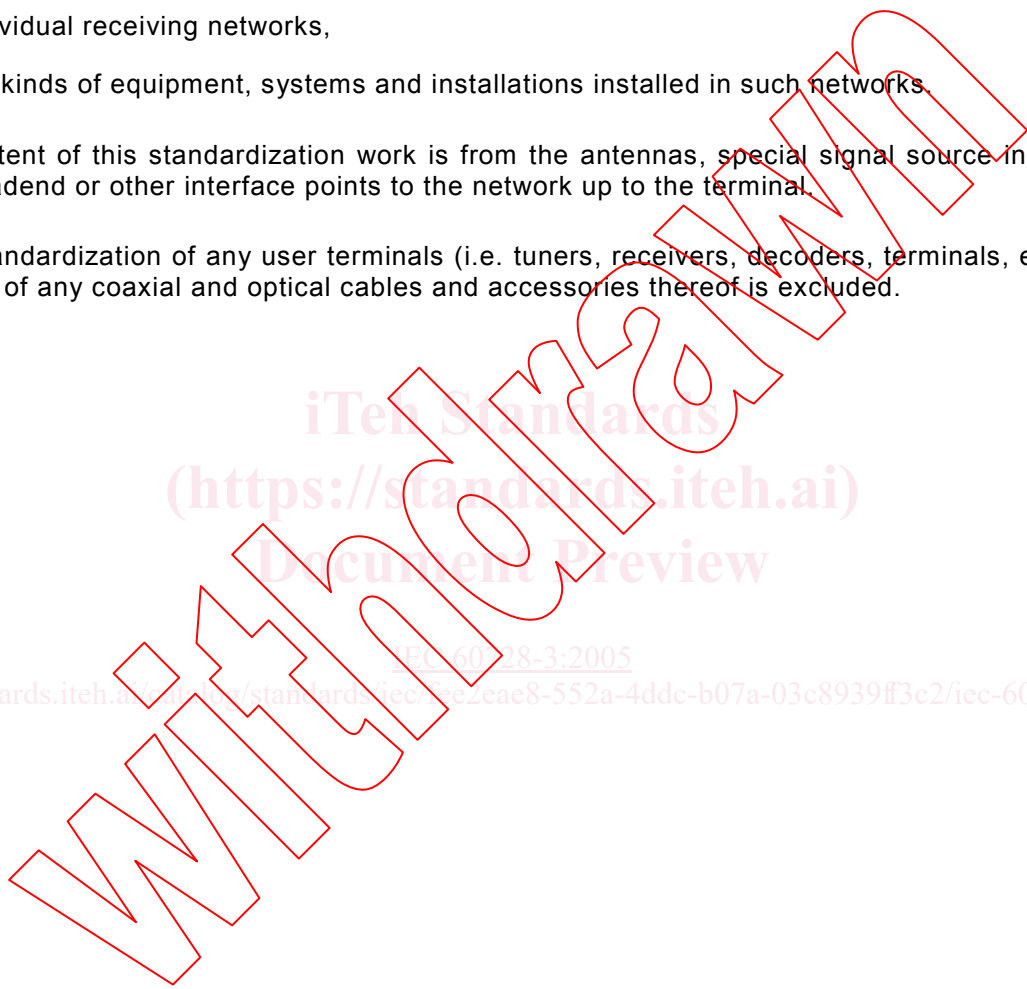 vidual receiving networks,
kinds of equipment, systems and installations installed in such networks.
tent of this standardization work is from the antennas, special signal source in
adend or other interface points to the network up to the terminal.
andardization of any user terminals (i.e. tuners, receivers, decoders, terminals, e
of any coaxial and optical cables and accessories thereof is excluded.
iTeh Standards
(https://standards.iteh.ai)
Document Preview
IEC 60728-3:2005
ards.iteh.ai/catalog/standards/iec/fee2eae8-552a-4ddc-b07a-03c8939ff3c2/iec-60
withdrawn